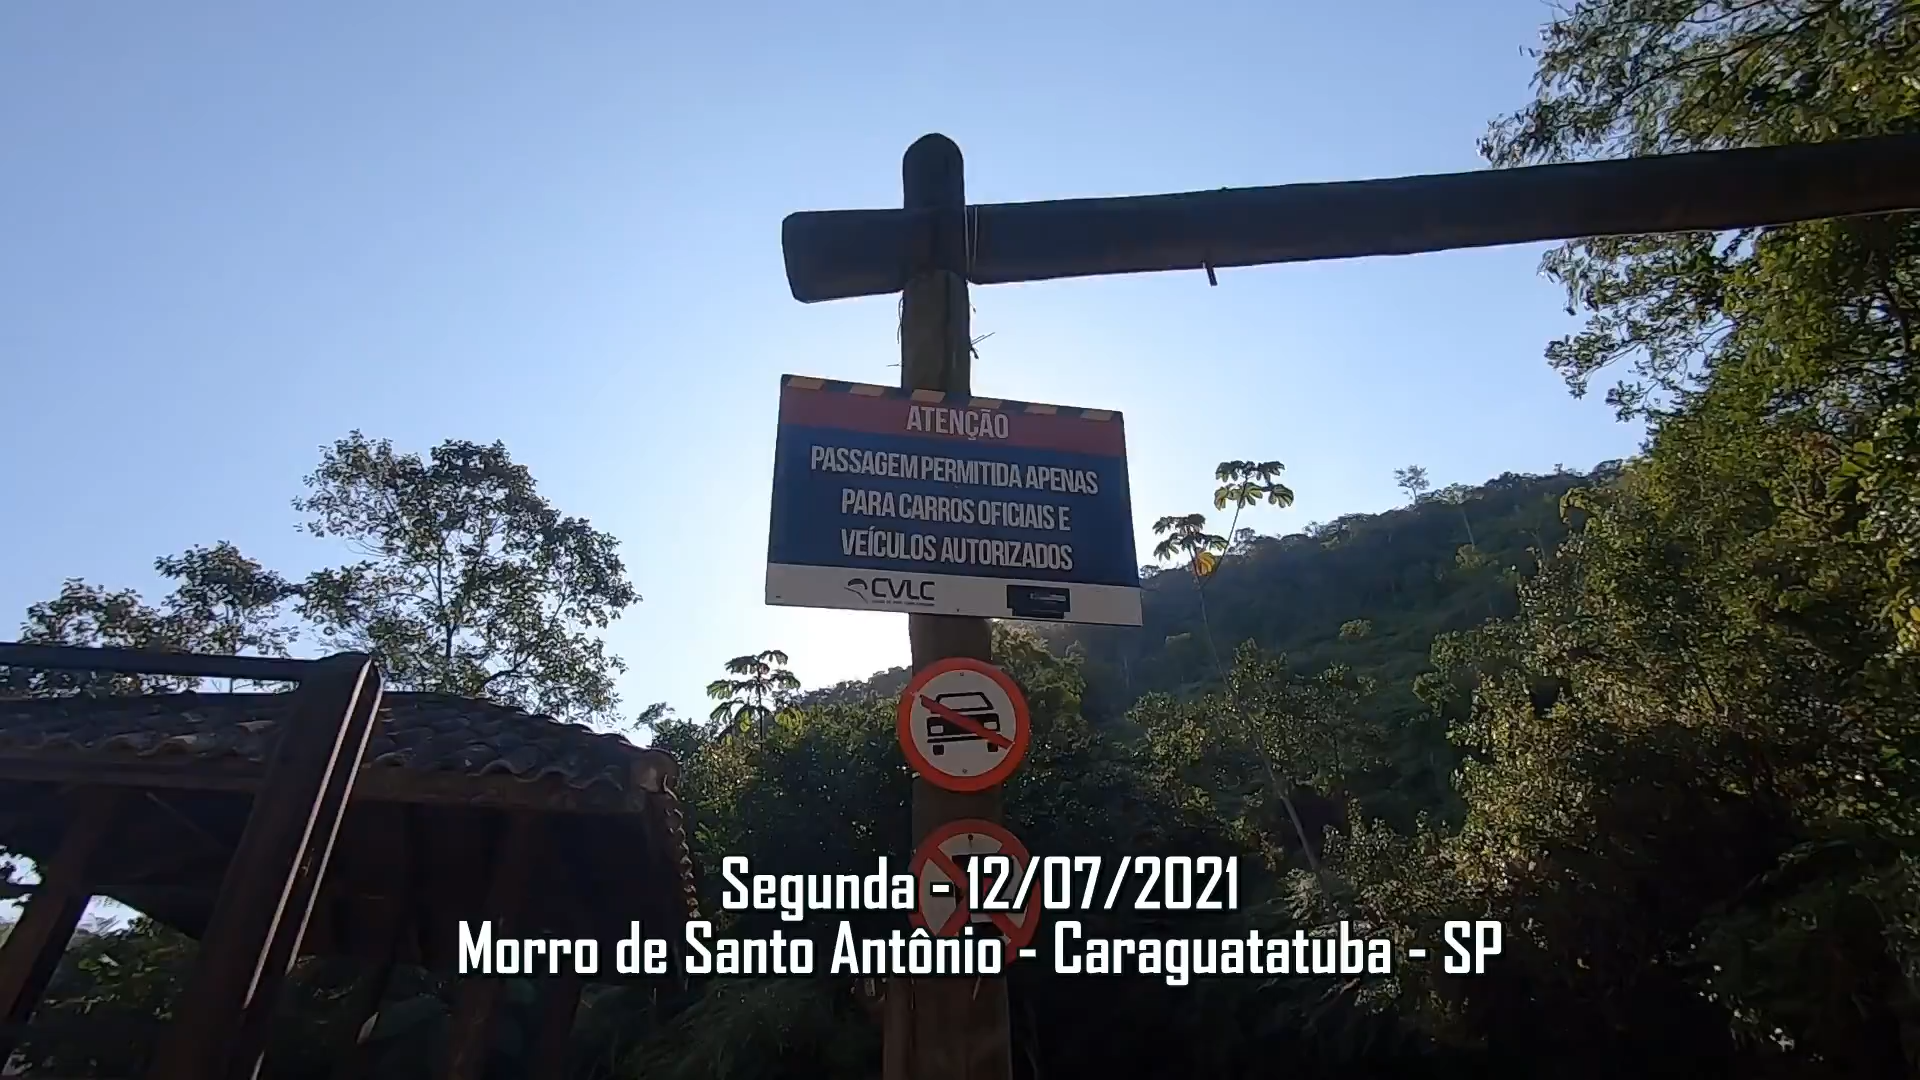 ATENÇÃO
PASSAGEM PERMITIDA APENAS
PARA CARROS OFICIAIS E
VEÍCULOS AUTORIZADOS
CVLC
Segunda - 12/07/2021
Morro de Santo Antônio - Caraguatatuba - SP